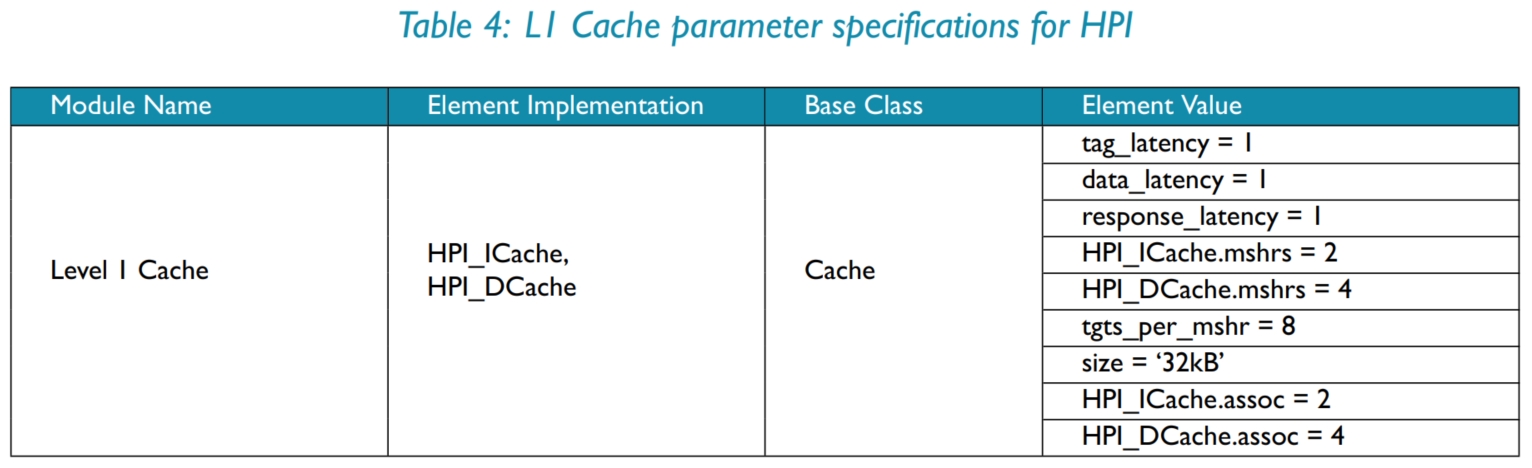 Table 4: L1 Cache parameter specifications for HPI
Module Name Element Implementation Base Class Element Value
Level 1 Cache
HPI_ICache,
HPI_DCache
Cache
tag_latency = 1
data_latency = 1
response_latency = 1
HPI_ICache.mshrs = 2
HPI_DCache.mshrs = 4
tgts_per_mshr = 8
size = ‘32kB’
HPI_ICache.assoc = 2
HPI_DCache.assoc = 4